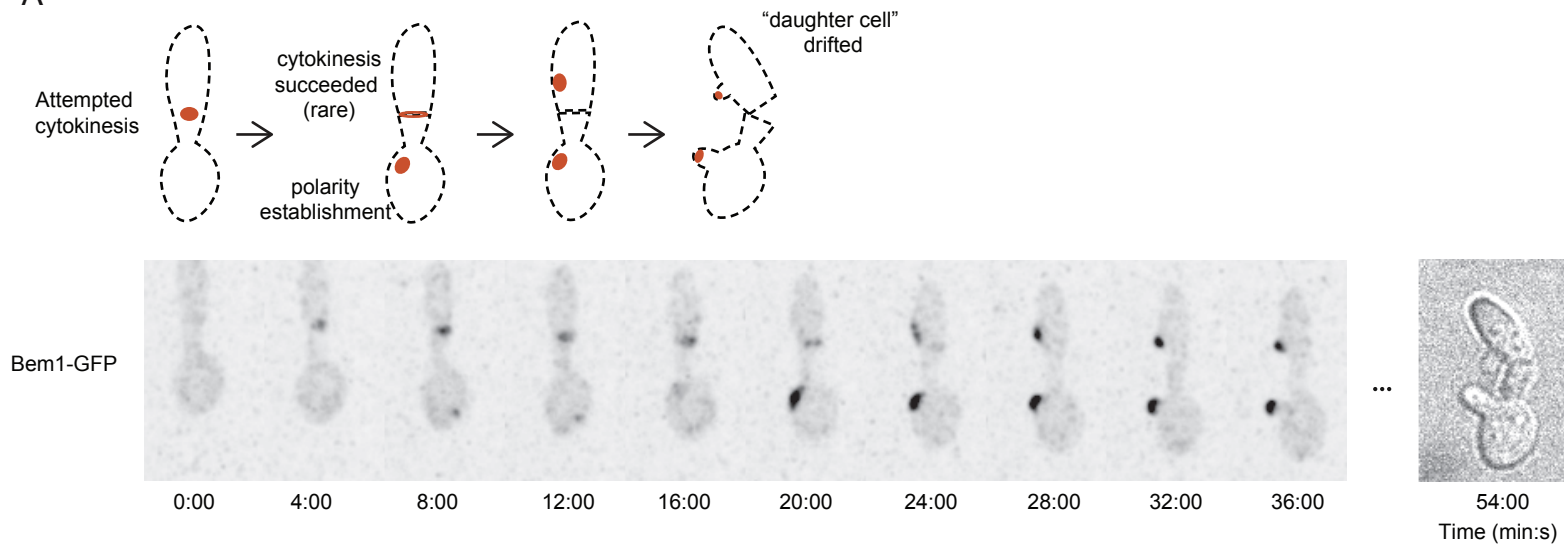 A
Attempted
cytokinesis
cytokinesis
succeeded
(rare)
polarity
establishment
“daughter cell”
drifted
Bem1-GFP
...
0:00 4:00 8:00 12:00 16:00 20:00 24:00 28:00 32:00 36:00 54:00
Time (min:s)